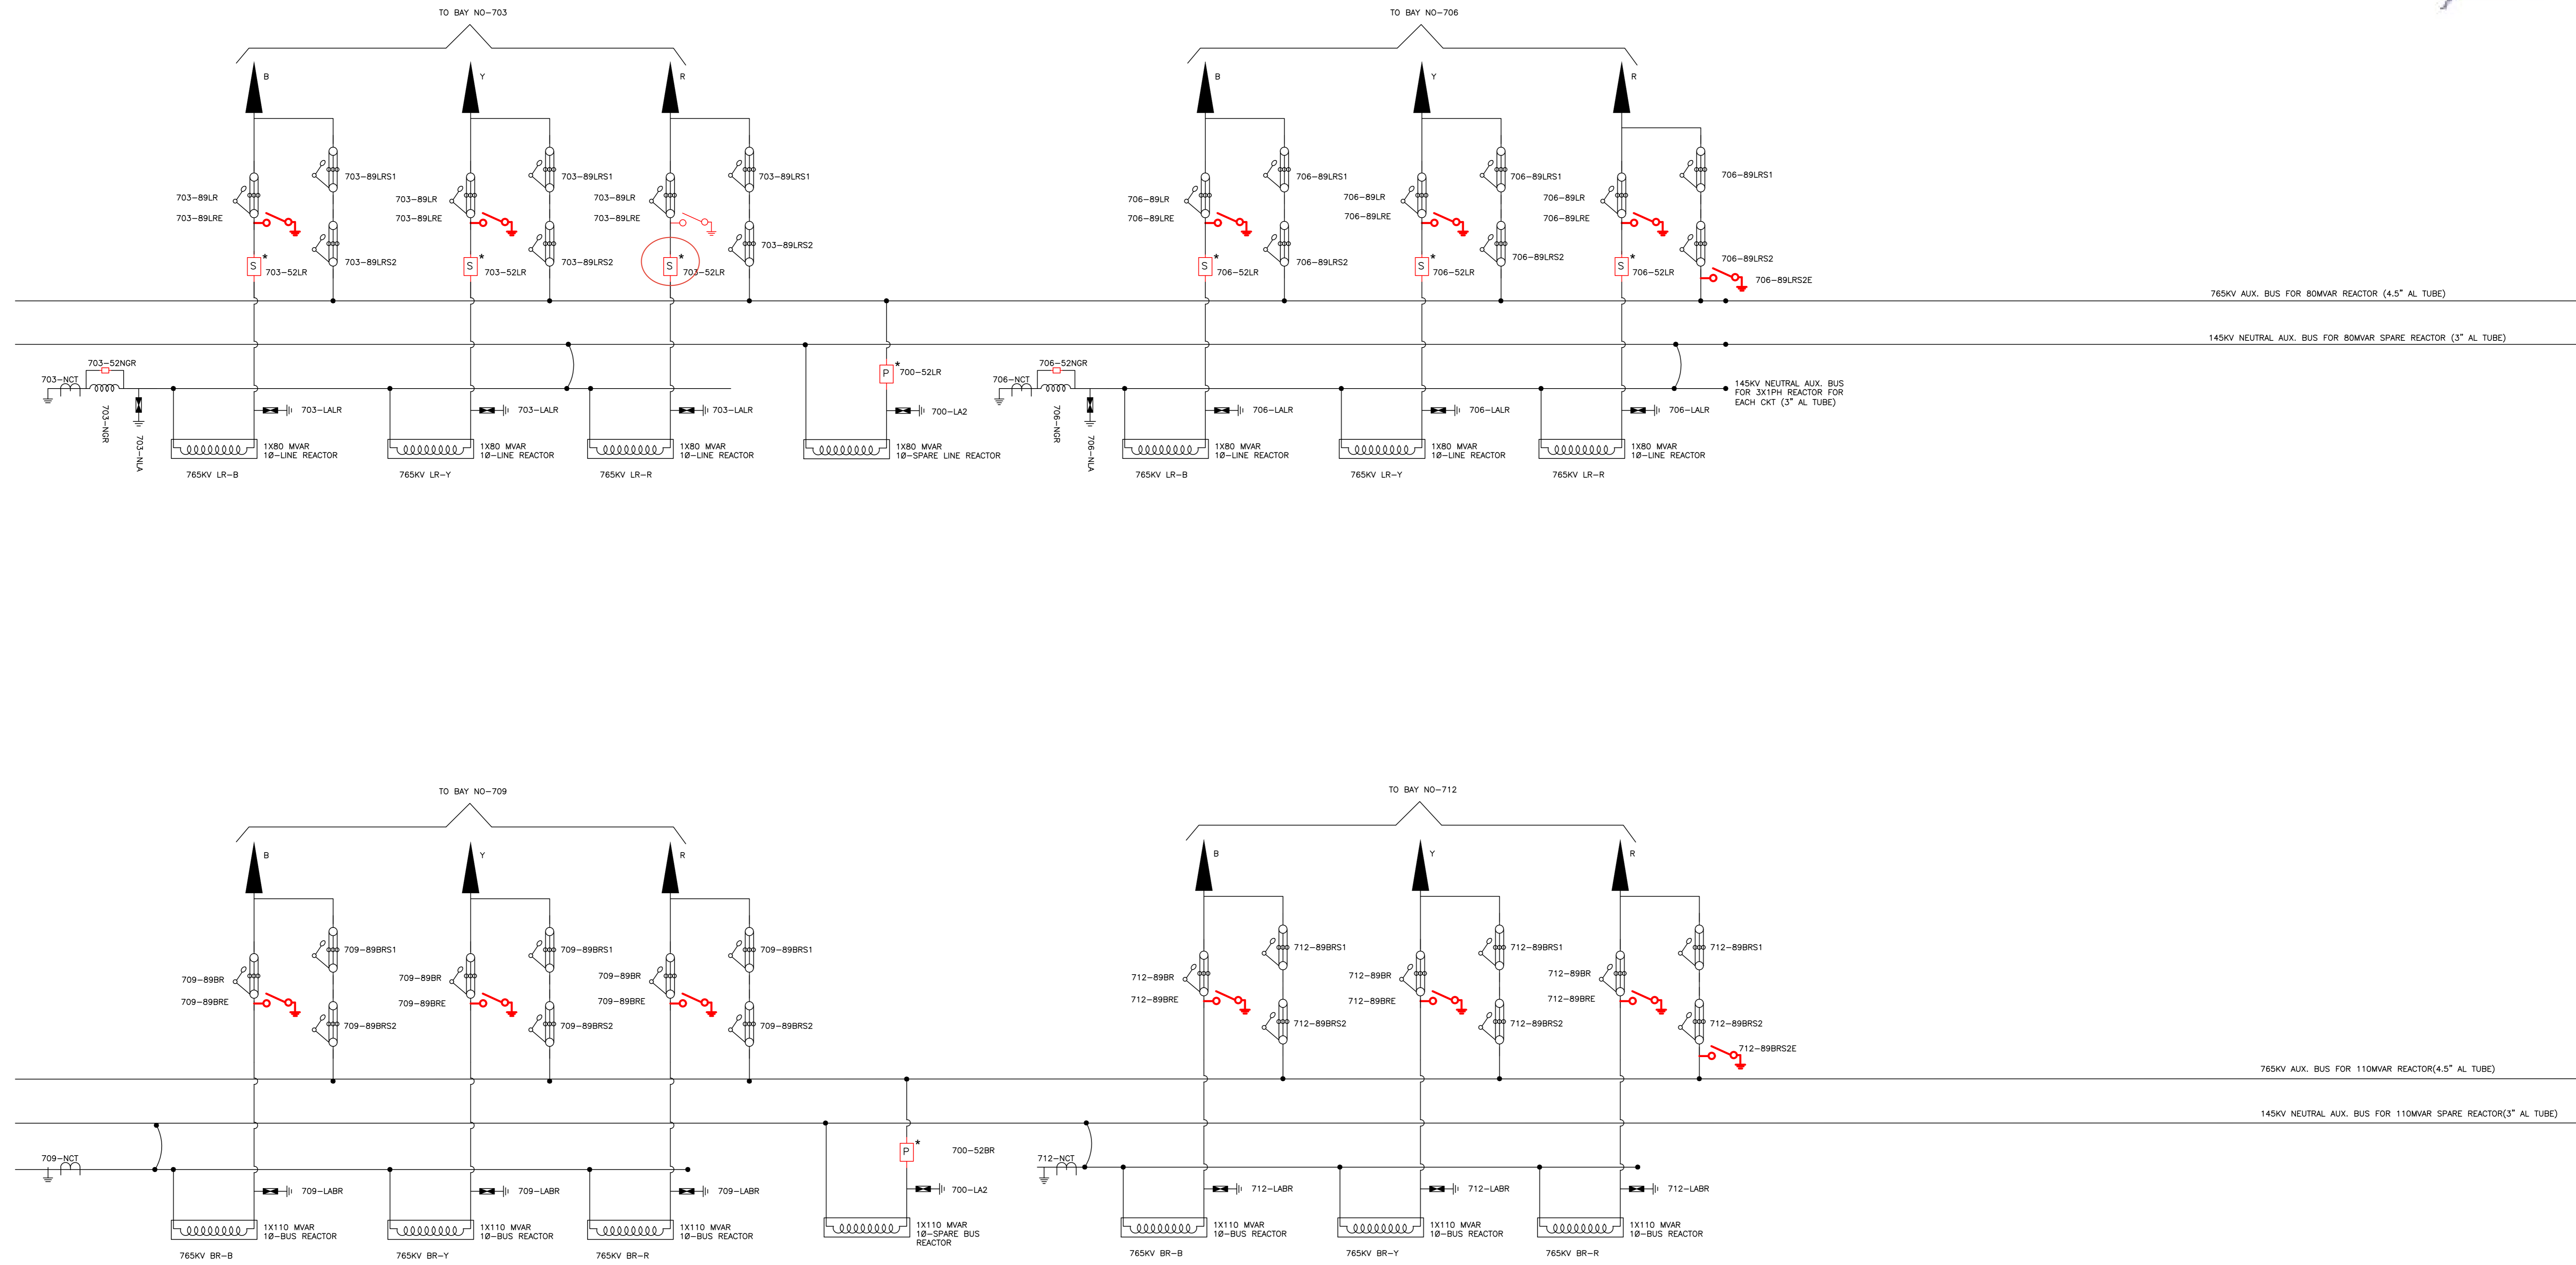 TO BAY NO-703
TO BAY NO-706
B
Y
R
B
Y
R
703-89LRS1
703-89LRS1
703-89LRS1
706-89LRS1
706-89LRS1
706-89LRS1
703-89LR
703-89LR
703-89LR
706-89LR
706-89LR
706-89LR
703-89LRE
703-89LRE
703-89LRE
706-89LRE
706-89LRE
706-89LRE
703-89LRS2
703-89LRS2
703-89LRS2
706-89LRS2
706-89LRS2
706-89LRS2
S * 703-52LR
S * 703-52LR
S * 703-52LR
S * 706-52LR
S * 706-52LR
S * 706-52LR
706-89LRS2E
765KV AUX. BUS FOR 80MVAR REACTOR (4.5" AL TUBE)
145KV NEUTRAL AUX. BUS FOR 80MVAR SPARE REACTOR (3" AL TUBE)
703-52NGR
706-52NGR
703-NCT
P * 700-52LR
706-NCT
145KV NEUTRAL AUX. BUS
FOR 3X1PH REACTOR FOR
EACH CKT (3" AL TUBE)
703-NGR
703-NLA
703-LALR
703-LALR
703-LALR
700-LA2
706-NGR
706-NLA
706-LALR
706-LALR
706-LALR
1X80 MVAR
1Ø-LINE REACTOR
1X80 MVAR
1Ø-LINE REACTOR
1X80 MVAR
1Ø-LINE REACTOR
1X80 MVAR
1Ø-SPARE LINE REACTOR
1X80 MVAR
1Ø-LINE REACTOR
1X80 MVAR
1Ø-LINE REACTOR
1X80 MVAR
1Ø-LINE REACTOR
765KV LR-B
765KV LR-Y
765KV LR-R
765KV LR-B
765KV LR-Y
765KV LR-R
TO BAY NO-709
TO BAY NO-712
B
Y
R
B
Y
R
709-89BRS1
709-89BRS1
709-89BRS1
712-89BRS1
712-89BRS1
712-89BRS1
709-89BR
709-89BR
709-89BR
712-89BR
712-89BR
712-89BR
709-89BRE
709-89BRE
709-89BRE
712-89BRE
712-89BRE
712-89BRE
709-89BRS2
709-89BRS2
709-89BRS2
712-89BRS2
712-89BRS2
712-89BRS2
712-89BRS2E
765KV AUX. BUS FOR 110MVAR REACTOR(4.5" AL TUBE)
145KV NEUTRAL AUX. BUS FOR 110MVAR SPARE REACTOR(3" AL TUBE)
709-NCT
P * 700-52BR
712-NCT
709-LABR
709-LABR
709-LABR
700-LA2
712-LABR
712-LABR
712-LABR
1X110 MVAR
1Ø-BUS REACTOR
1X110 MVAR
1Ø-BUS REACTOR
1X110 MVAR
1Ø-BUS REACTOR
1X110 MVAR
1Ø-SPARE BUS
REACTOR
1X110 MVAR
1Ø-BUS REACTOR
1X110 MVAR
1Ø-BUS REACTOR
1X110 MVAR
1Ø-BUS REACTOR
765KV BR-B
765KV BR-Y
765KV BR-R
765KV BR-B
765KV BR-Y
765KV BR-R